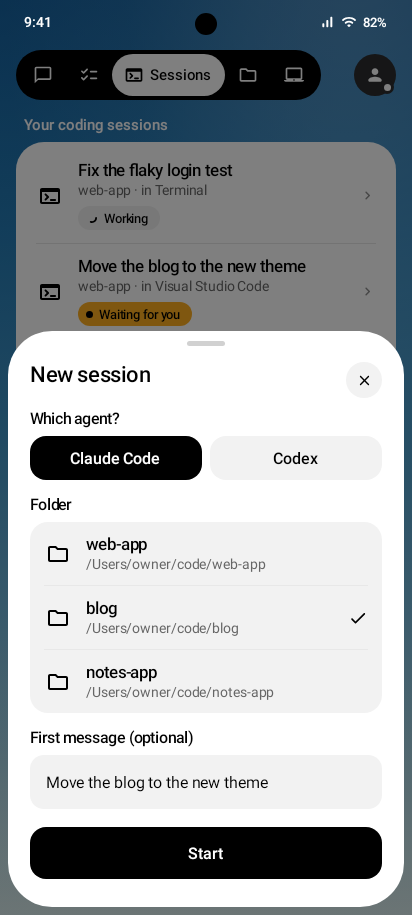 9:41
82%
Sessions
Your coding sessions
Fix the flaky login test
web-app · in Terminal
Working
Move the blog to the new theme
web-app · in Visual Studio Code
Waiting for you
New session
Which agent?
Claude Code
Codex
Folder
web-app
/Users/owner/code/web-app
blog
/Users/owner/code/blog
notes-app
/Users/owner/code/notes-app
First message (optional)
Move the blog to the new theme
Start